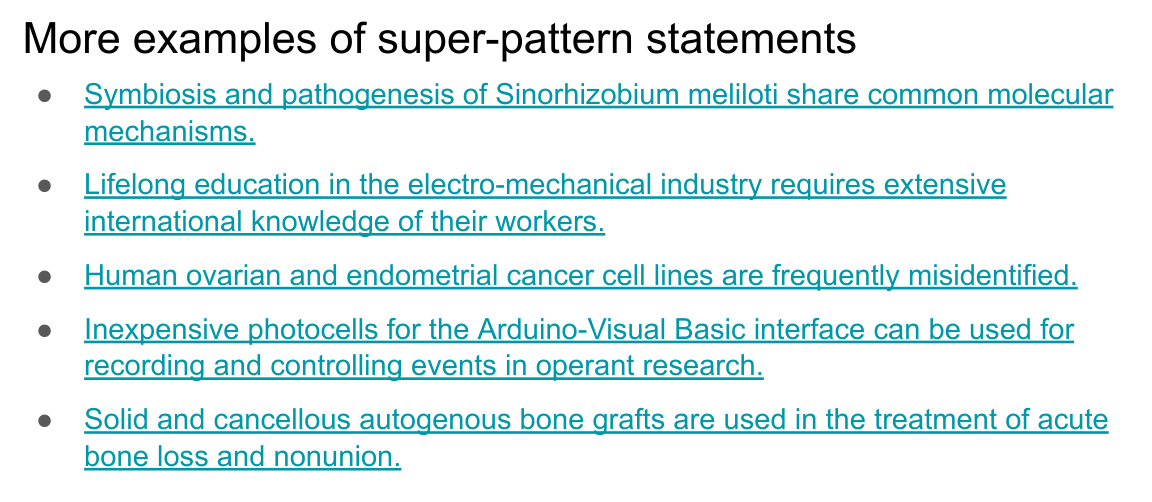 More examples of super-pattern statements
● Symbiosis and pathogenesis of Sinorhizobium meliloti share common molecular
mechanisms.
● Lifelong education in the electro-mechanical industry requires extensive
international knowledge of their workers.
● Human ovarian and endometrial cancer cell lines are frequently misidentified.
● Inexpensive photocells for the Arduino-Visual Basic interface can be used for
recording and controlling events in operant research.
● Solid and cancellous autogenous bone grafts are used in the treatment of acute
bone loss and nonunion.